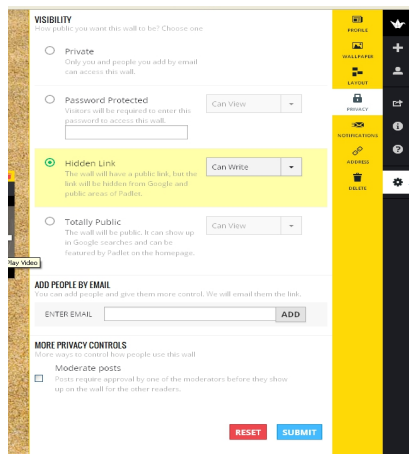 VISIBILITY
How public you want this wall to be? Choose one
Private
Only you and people you add by email
can access this wall.
Password Protected
Visitors will be required to enter this
password to access this wall.
Can View
Hidden Link
The wall will have a public link, but the
link will be hidden from Google and
public areas of Padlet.
Can Write
Totally Public
The wall will be public. It can show up
in Google searches and can be
featured by Padlet on the homepage.
Can View
Play Video
ADD PEOPLE BY EMAIL
You can add people and give them more control. We will email them the link.
ENTER EMAIL
ADD
MORE PRIVACY CONTROLS
More ways to control how people use this wall
Moderate posts
Posts require approval by one of the moderators before they show
up on the wall for the other readers.
RESET
SUBMIT
PROFILE
WALLPAPER
LAYOUT
PRIVACY
NOTIFICATIONS
ADDRESS
DELETE